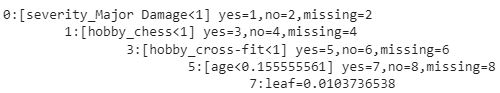 0:[severity_Major Damage<1] yes=1,no=2,missing=2
1:[hobby_chess<1] yes=3,no=4,missing=4
3:[hobby_cross-fit<1] yes=5,no=6,missing=6
5:[age<0.155555561] yes=7,no=8,missing=8
7:leaf=0.0103736538